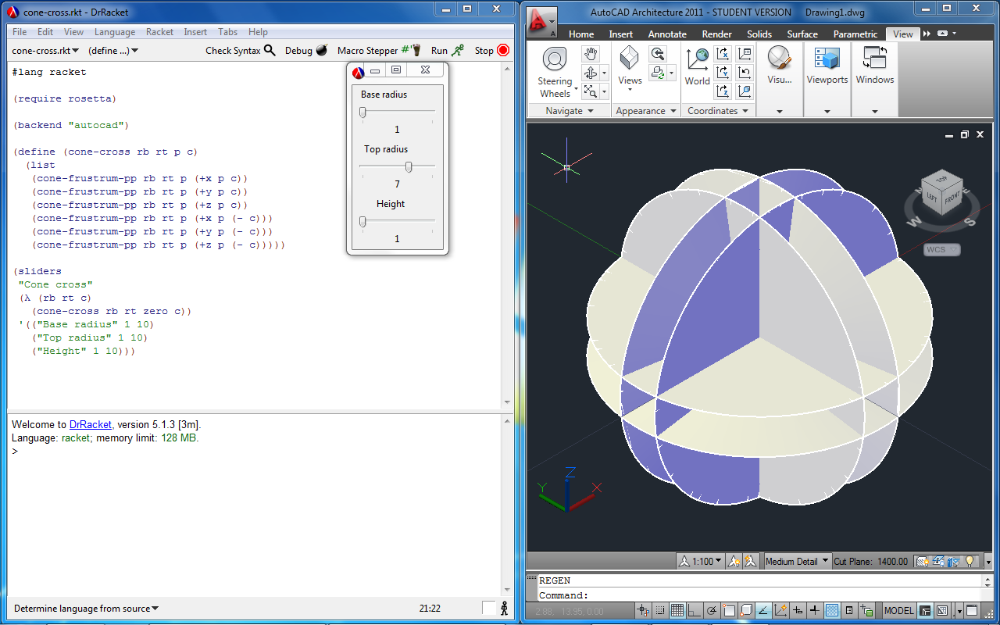 cone-cross.rkt - DrRacket
File Edit View Language Racket Insert Tabs Help
cone-cross.rkt (define ...) Check Syntax Debug Macro Stepper #' Run Stop
#lang racket
(require rosetta)
(backend "autocad")
(define (cone-cross rb rt p c)
(list
(cone-frustrum-pp rb rt p (+x p c))
(cone-frustrum-pp rb rt p (+y p c))
(cone-frustrum-pp rb rt p (+z p c))
(cone-frustrum-pp rb rt p (+x p (- c)))
(cone-frustrum-pp rb rt p (+y p (- c)))
(cone-frustrum-pp rb rt p (+z p (- c)))))
(sliders
"Cone cross"
(λ (rb rt c)
(cone-cross rb rt zero c))
'(("Base radius" 1 10)
("Top radius" 1 10)
("Height" 1 10)))
Base radius
1
Top radius
7
Height
1
Welcome to DrRacket, version 5.1.3 [3m].
Language: racket; memory limit: 128 MB.
>
Determine language from source 21:22
AutoCAD Architecture 2011 - STUDENT VERSION Drawing1.dwg
Home Insert Annotate Render Solids Surface Parametric View
Steering Wheels
Views
World
Visu...
Viewports
Windows
Navigate Appearance Coordinates
TOP
LEFT FRONT
N E
W S
WCS
Z
Y X
1:100 Medium Detail Cut Plane: 1400.00
REGEN
Command:
2.88, 13.95, 0.00 MODEL